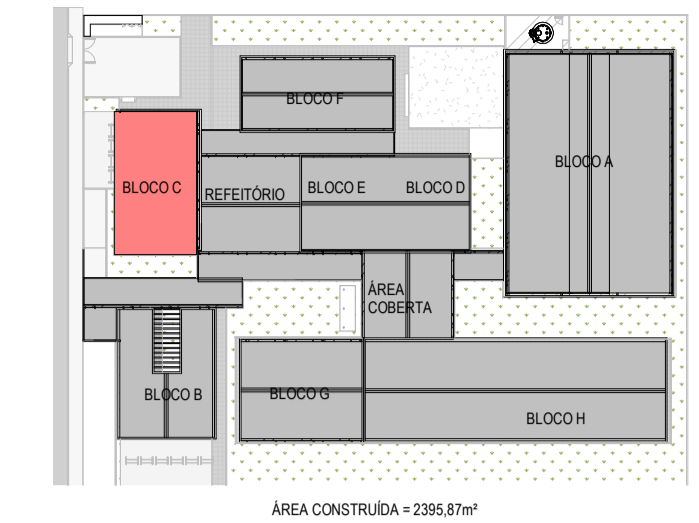 BLOCO F
BLOCO A
BLOCO C
REFEITÓRIO
BLOCO E
BLOCO D
ÁREA
COBERTA
BLOCO B
BLOCO G
BLOCO H
ÁREA CONSTRUÍDA = 2395,87m²